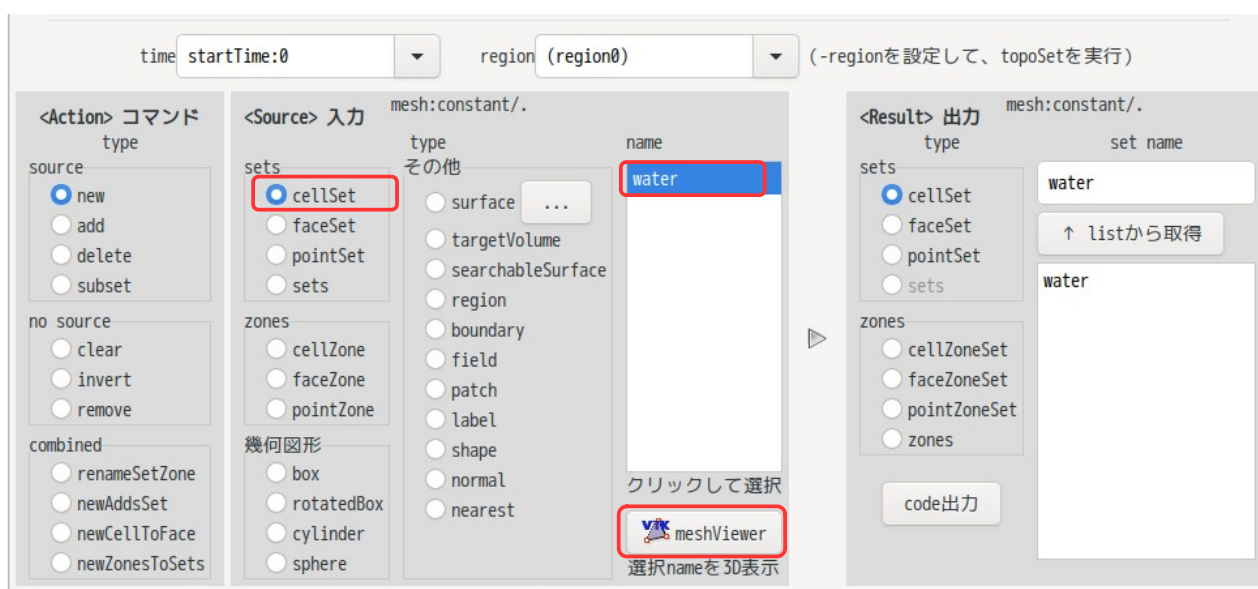 time startTime:0 region (region0) (-regionを設定して、topoSetを実行)
<Action> コマンド
type
source
new
add
delete
subset
no source
clear
invert
remove
combined
renameSetZone
newAddsSet
newCellToFace
newZonesToSets
<Source> 入力
mesh:constant/.
sets
cellSet
faceSet
pointSet
sets
zones
cellZone
faceZone
pointZone
幾何図形
box
rotatedBox
cylinder
sphere
type
その他
surface ...
targetVolume
searchableSurface
region
boundary
field
patch
label
shape
normal
nearest
name
water
クリックして選択
VTK meshViewer
選択nameを3D表示
<Result> 出力
mesh:constant/.
type
sets
cellSet
faceSet
pointSet
sets
zones
cellZoneSet
faceZoneSet
pointZoneSet
zones
code出力
set name
water
↑ listから取得
water